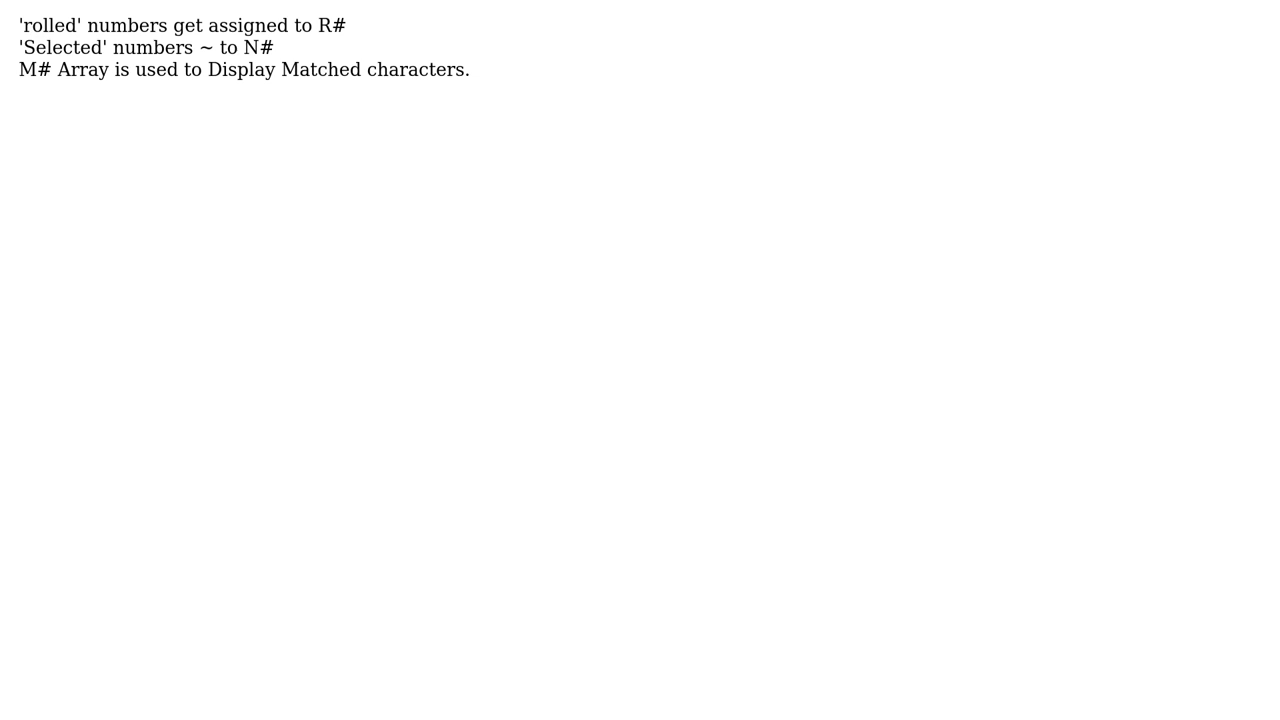 'rolled' numbers get assigned to R#
'Selected' numbers ~ to N#
M# Array is used to Display Matched characters.